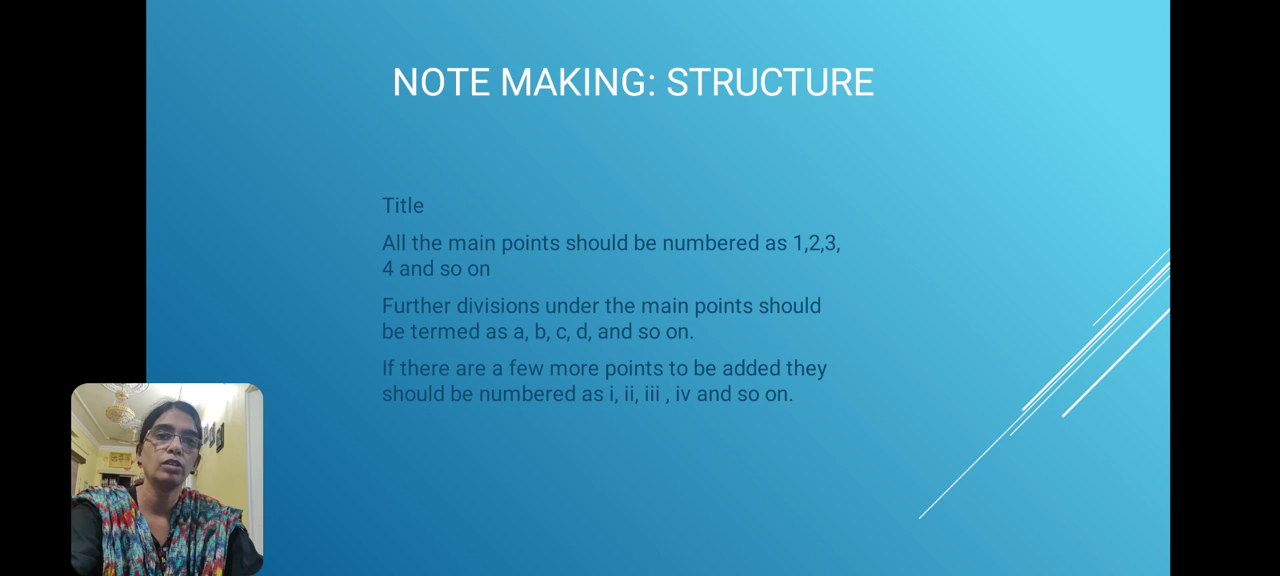 NOTE MAKING: STRUCTURE
Title
All the main points should be numbered as 1,2,3,
4 and so on
Further divisions under the main points should
be termed as a, b, c, d, and so on.
If there are a few more points to be added they
should be numbered as i, ii, iii , iv and so on.